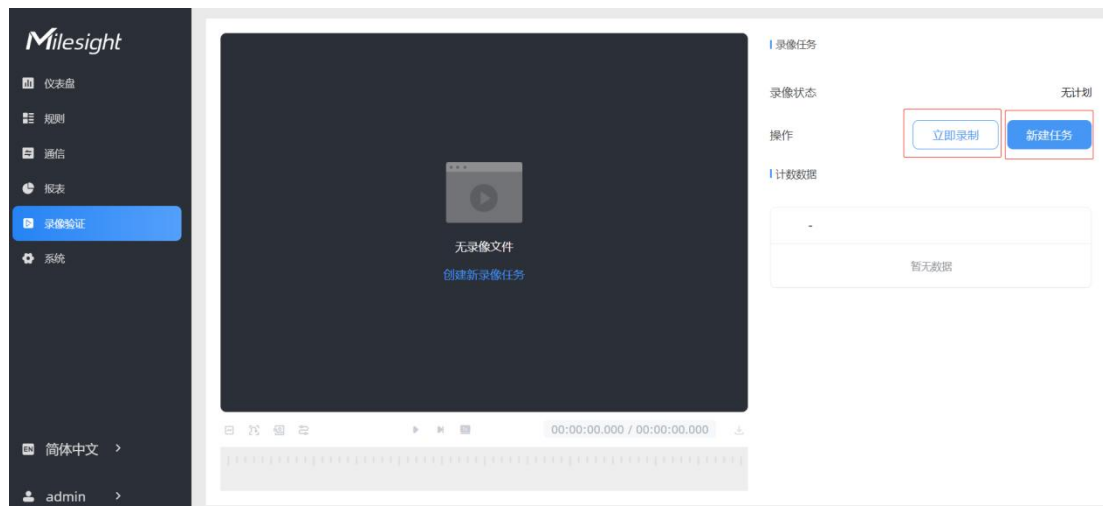 Milesight
仪表盘
规则
通信
报表
录像验证
系统
简体中文 >
admin >
无录像文件
创建新录像任务
00:00:00.000 / 00:00:00.000
录像任务
录像状态 无计划
操作 立即录制 新建任务
计数数据
-
暂无数据